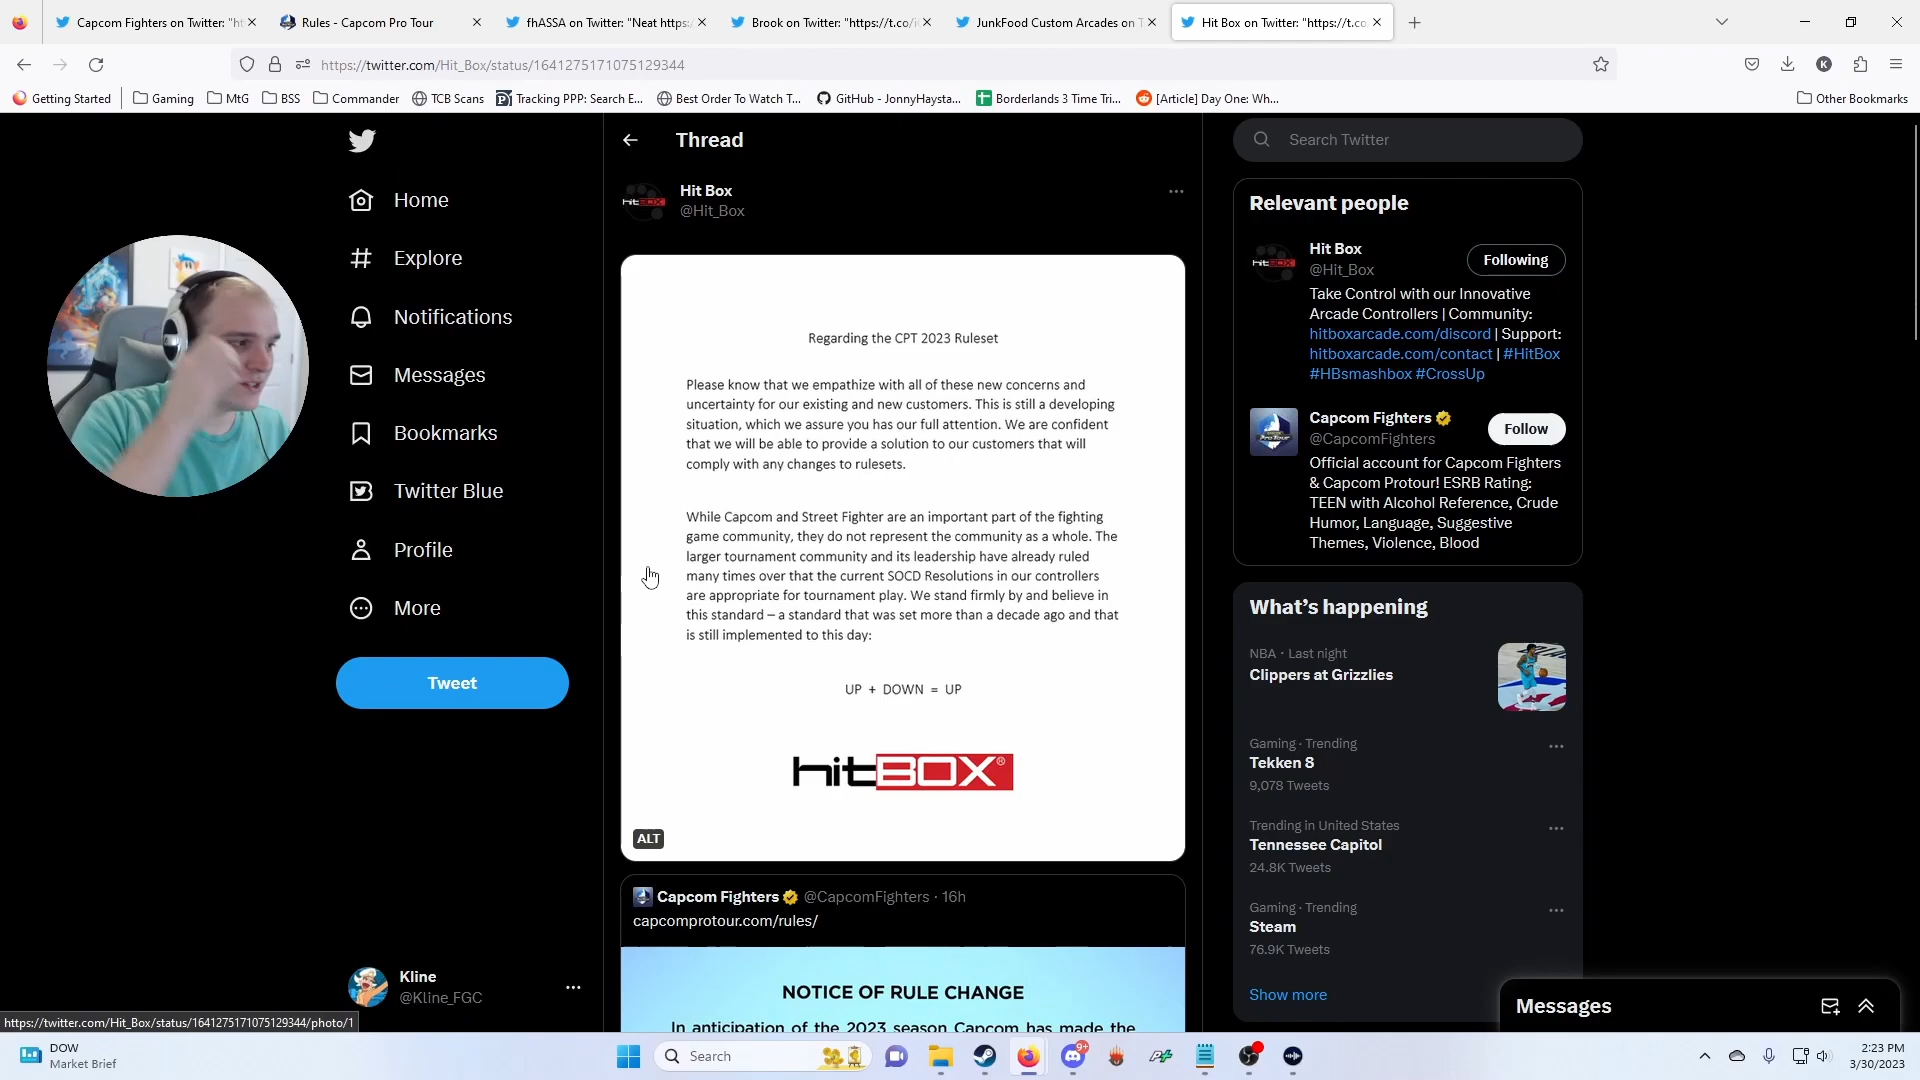 Capcom Fighters on Twitter: "ht
Rules - Capcom Pro Tour
fhASSA on Twitter: "Neat https:
Brook on Twitter: "https://t.co/i
JunkFood Custom Arcades on T
Hit Box on Twitter: "https://t.co
https://twitter.com/Hit_Box/status/1641275171075129344
Getting Started
Gaming
MtG
BSS
Commander
TCB Scans
Tracking PPP: Search E...
Best Order To Watch T...
GitHub - JonnyHaysta...
Borderlands 3 Time Tri...
[Article] Day One: Wh...
Other Bookmarks
Home
Explore
Notifications
Messages
Bookmarks
Twitter Blue
Profile
More
Tweet
Kline
@Kline_FGC
https://twitter.com/Hit_Box/status/1641275171075129344/photo/1
Thread
hitBOX
Hit Box
@Hit_Box
Regarding the CPT 2023 Ruleset
Please know that we empathize with all of these new concerns and
uncertainty for our existing and new customers. This is still a developing
situation, which we assure you has our full attention. We are confident
that we will be able to provide a solution to our customers that will
comply with any changes to rulesets.
While Capcom and Street Fighter are an important part of the fighting
game community, they do not represent the community as a whole. The
larger tournament community and its leadership have already ruled
many times over that the current SOCD Resolutions in our controllers
are appropriate for tournament play. We stand firmly by and believe in
this standard – a standard that was set more than a decade ago and that
is still implemented to this day:
UP + DOWN = UP
hitBOX®
ALT
Capcom Fighters @CapcomFighters · 16h
capcomprotour.com/rules/
NOTICE OF RULE CHANGE
In anticipation of the 2023 season Capcom has made the
Search Twitter
Relevant people
hitBOX
Hit Box
@Hit_Box
Following
Take Control with our Innovative
Arcade Controllers | Community:
hitboxarcade.com/discord | Support:
hitboxarcade.com/contact | #HitBox
#HBsmashbox #CrossUp
Capcom Fighters
@CapcomFighters
Follow
Official account for Capcom Fighters
& Capcom Protour! ESRB Rating:
TEEN with Alcohol Reference, Crude
Humor, Language, Suggestive
Themes, Violence, Blood
What's happening
NBA · Last night
Clippers at Grizzlies
Gaming · Trending
Tekken 8
9,078 Tweets
Trending in United States
Tennessee Capitol
24.8K Tweets
Gaming · Trending
Steam
76.9K Tweets
Show more
Messages
DOW
Market Brief
Search
9+
2:23 PM
3/30/2023